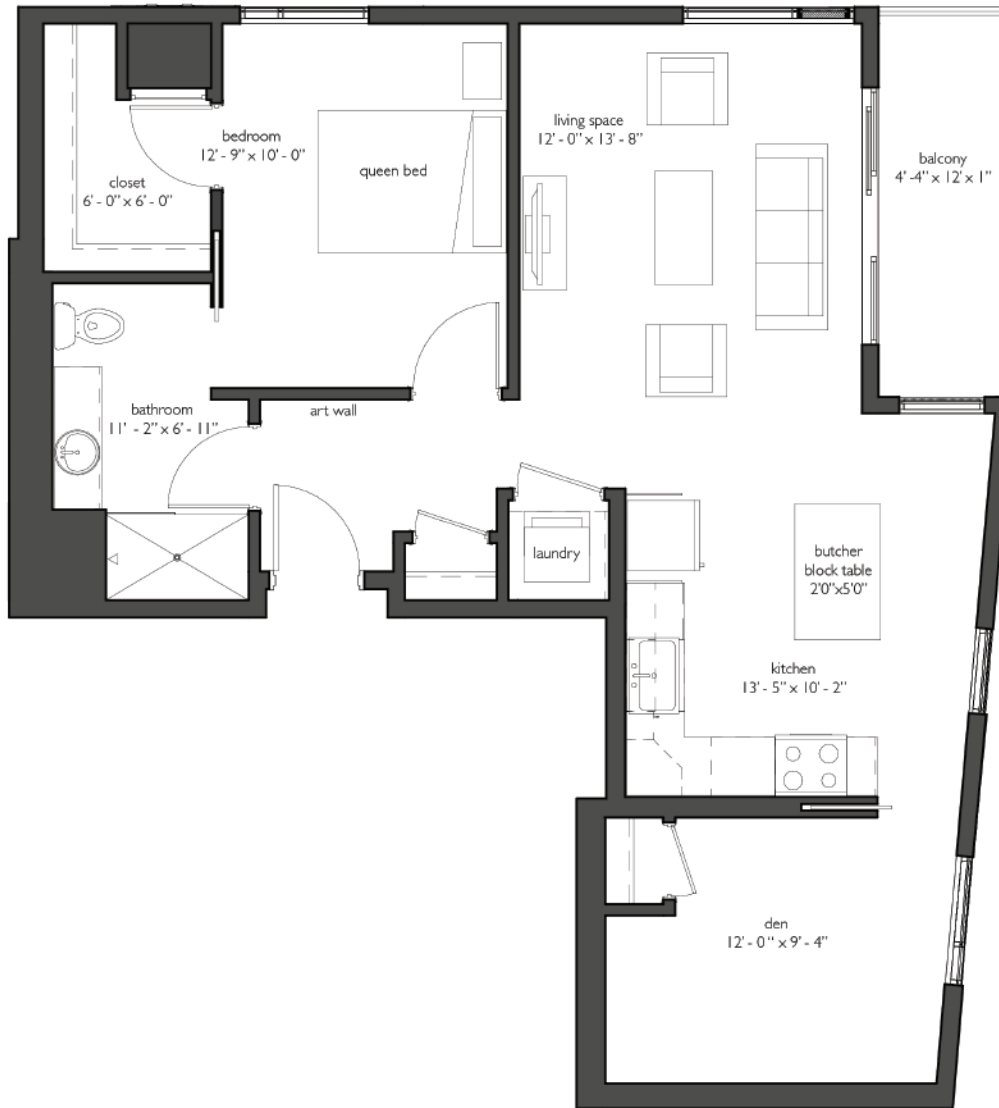 bedroom
12' - 9" x 10' - 0"
closet
6' - 0" x 6' - 0"
queen bed
living space
12' - 0" x 13' - 8"
balcony
4' -4" x 12' x 1"
bathroom
11' - 2" x 6' - 11"
art wall
laundry
butcher
block table
2'0"x5'0"
kitchen
13' - 5" x 10' - 2"
den
12' - 0 " x 9' - 4"